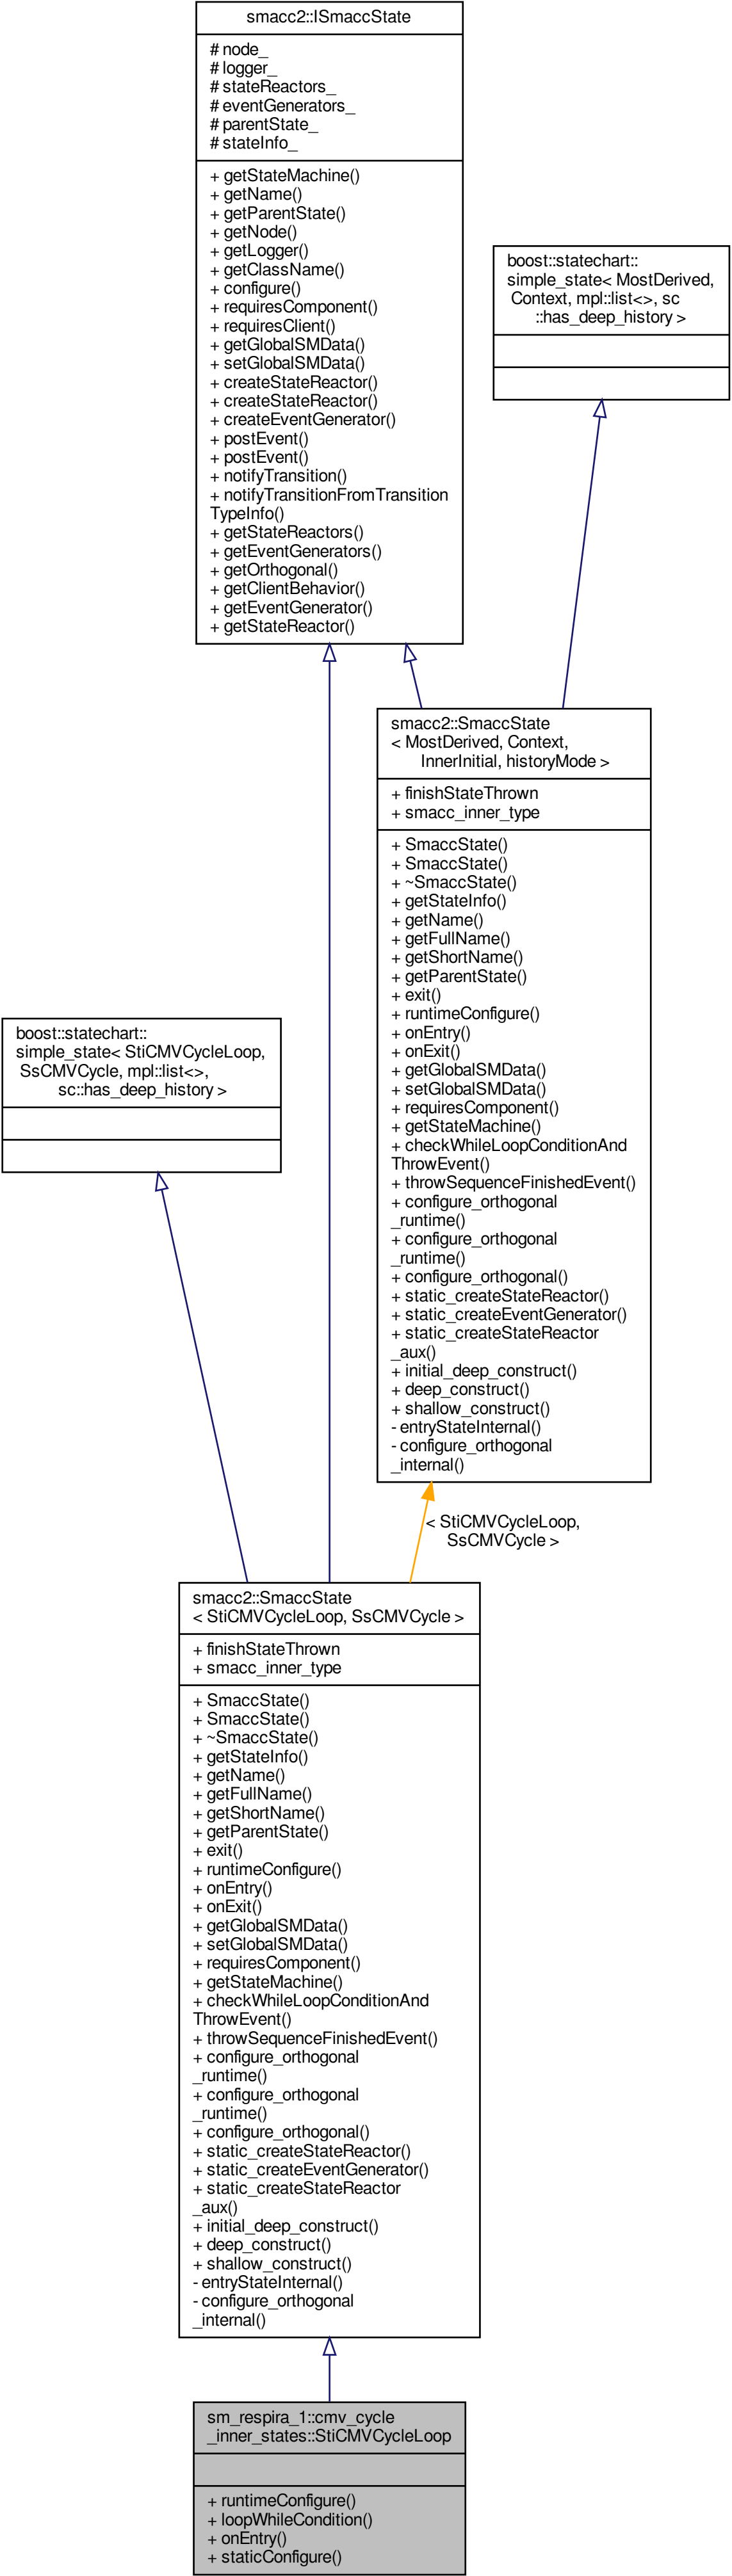 smacc2::ISmaccState
# node_
# logger_
# stateReactors_
# eventGenerators_
# parentState_
# stateInfo_
+ getStateMachine()
+ getName()
+ getParentState()
+ getNode()
+ getLogger()
+ getClassName()
+ configure()
+ requiresComponent()
+ requiresClient()
+ getGlobalSMData()
+ setGlobalSMData()
+ createStateReactor()
+ createStateReactor()
+ createEventGenerator()
+ postEvent()
+ postEvent()
+ notifyTransition()
+ notifyTransitionFromTransition
TypeInfo()
+ getStateReactors()
+ getEventGenerators()
+ getOrthogonal()
+ getClientBehavior()
+ getEventGenerator()
+ getStateReactor()
boost::statechart::
simple_state< MostDerived,
Context, mpl::list<>, sc
::has_deep_history >
smacc2::SmaccState
< MostDerived, Context,
InnerInitial, historyMode >
+ finishStateThrown
+ smacc_inner_type
+ SmaccState()
+ SmaccState()
+ ~SmaccState()
+ getStateInfo()
+ getName()
+ getFullName()
+ getShortName()
+ getParentState()
+ exit()
+ runtimeConfigure()
+ onEntry()
+ onExit()
+ getGlobalSMData()
+ setGlobalSMData()
+ requiresComponent()
+ getStateMachine()
+ checkWhileLoopConditionAnd
ThrowEvent()
+ throwSequenceFinishedEvent()
+ configure_orthogonal
_runtime()
+ configure_orthogonal
_runtime()
+ configure_orthogonal()
+ static_createStateReactor()
+ static_createEventGenerator()
+ static_createStateReactor
_aux()
+ initial_deep_construct()
+ deep_construct()
+ shallow_construct()
- entryStateInternal()
- configure_orthogonal
_internal()
boost::statechart::
simple_state< StiCMVCycleLoop,
SsCMVCycle, mpl::list<>,
sc::has_deep_history >
< StiCMVCycleLoop,
SsCMVCycle >
smacc2::SmaccState
< StiCMVCycleLoop, SsCMVCycle >
+ finishStateThrown
+ smacc_inner_type
+ SmaccState()
+ SmaccState()
+ ~SmaccState()
+ getStateInfo()
+ getName()
+ getFullName()
+ getShortName()
+ getParentState()
+ exit()
+ runtimeConfigure()
+ onEntry()
+ onExit()
+ getGlobalSMData()
+ setGlobalSMData()
+ requiresComponent()
+ getStateMachine()
+ checkWhileLoopConditionAnd
ThrowEvent()
+ throwSequenceFinishedEvent()
+ configure_orthogonal
_runtime()
+ configure_orthogonal
_runtime()
+ configure_orthogonal()
+ static_createStateReactor()
+ static_createEventGenerator()
+ static_createStateReactor
_aux()
+ initial_deep_construct()
+ deep_construct()
+ shallow_construct()
- entryStateInternal()
- configure_orthogonal
_internal()
sm_respira_1::cmv_cycle
_inner_states::StiCMVCycleLoop
+ runtimeConfigure()
+ loopWhileCondition()
+ onEntry()
+ staticConfigure()